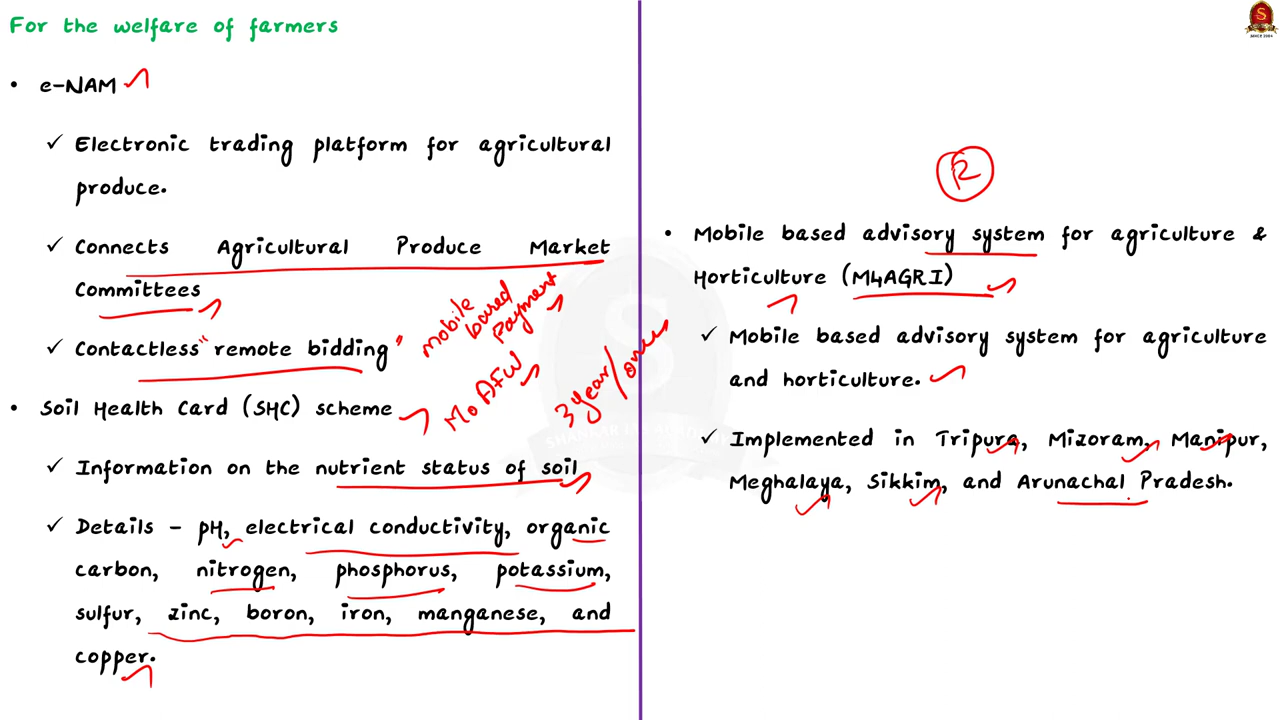 For the welfare of farmers
• e-NAM
✓ Electronic trading platform for agricultural
produce.
✓ Connects Agricultural Produce Market
Committees
✓ Contactless "remote bidding"
mobile
based
payment
• Soil Health Card (SHC) scheme
MoAFW
3 year/once
✓ Information on the nutrient status of soil
✓ Details - pH, electrical conductivity, organic
carbon, nitrogen, phosphorus, potassium,
sulfur, zinc, boron, iron, manganese, and
copper.
R
• Mobile based advisory system for agriculture &
Horticulture (M4AGRI)
✓ Mobile based advisory system for agriculture
and horticulture.
✓ Implemented in Tripura, Mizoram, Manipur,
Meghalaya, Sikkim, and Arunachal Pradesh.
S
SINCE 2004